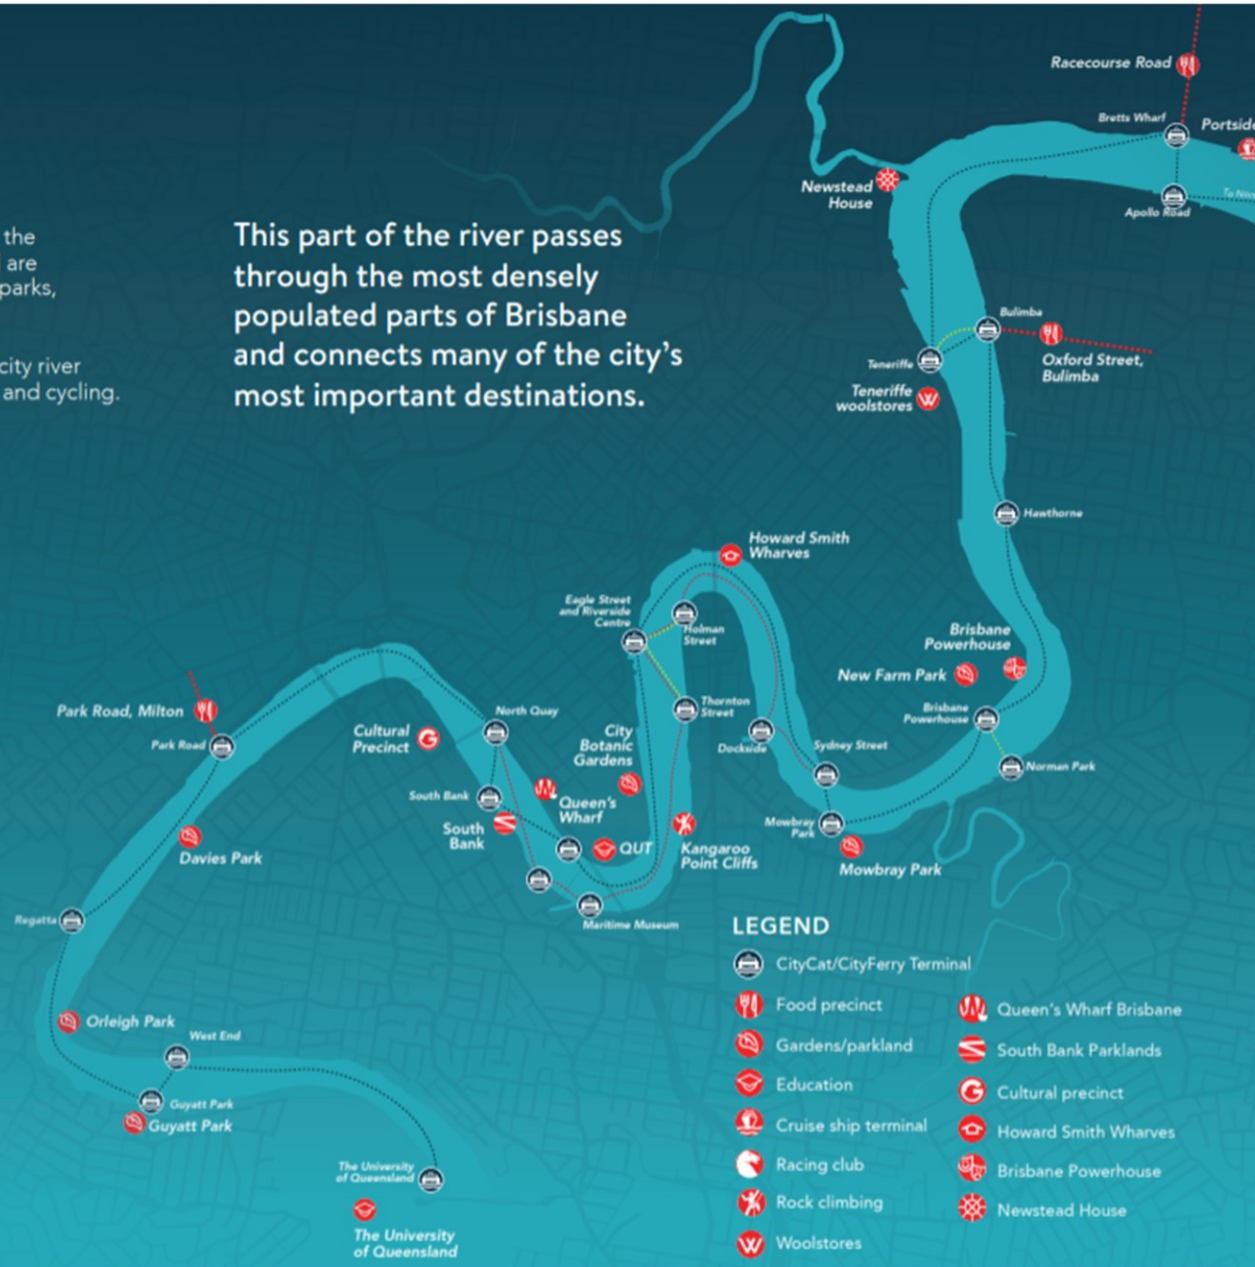 the
are
parks,
city river
and cycling.
This part of the river passes
through the most densely
populated parts of Brisbane
and connects many of the city's
most important destinations.
Racecourse Road
Bretts Wharf
Portside
Apollo Road
Newstead
House
Bulimba
Oxford Street,
Bulimba
Teneriffe
Teneriffe
woolstores
Hawthorne
Howard Smith
Wharves
Eagle Street
and Riverside
Centre
Holman
Street
Brisbane
Powerhouse
New Farm Park
Brisbane
Powerhouse
Norman Park
Thornton
Street
Dockside
Sydney Street
Mowbray
Park
Mowbray Park
Park Road, Milton
Park Road
Cultural
Precinct
North Quay
City
Botanic
Gardens
South Bank
South
Bank
Queen's
Wharf
QUT
Kangaroo
Point Cliffs
Maritime Museum
Davies Park
Regatta
Orleigh Park
West End
Guyatt Park
Guyatt Park
The University
of Queensland
The University
of Queensland
LEGEND
CityCat/CityFerry Terminal
Food precinct
Gardens/parkland
Education
Cruise ship terminal
Racing club
Rock climbing
Woolstores
Queen's Wharf Brisbane
South Bank Parklands
Cultural precinct
Howard Smith Wharves
Brisbane Powerhouse
Newstead House